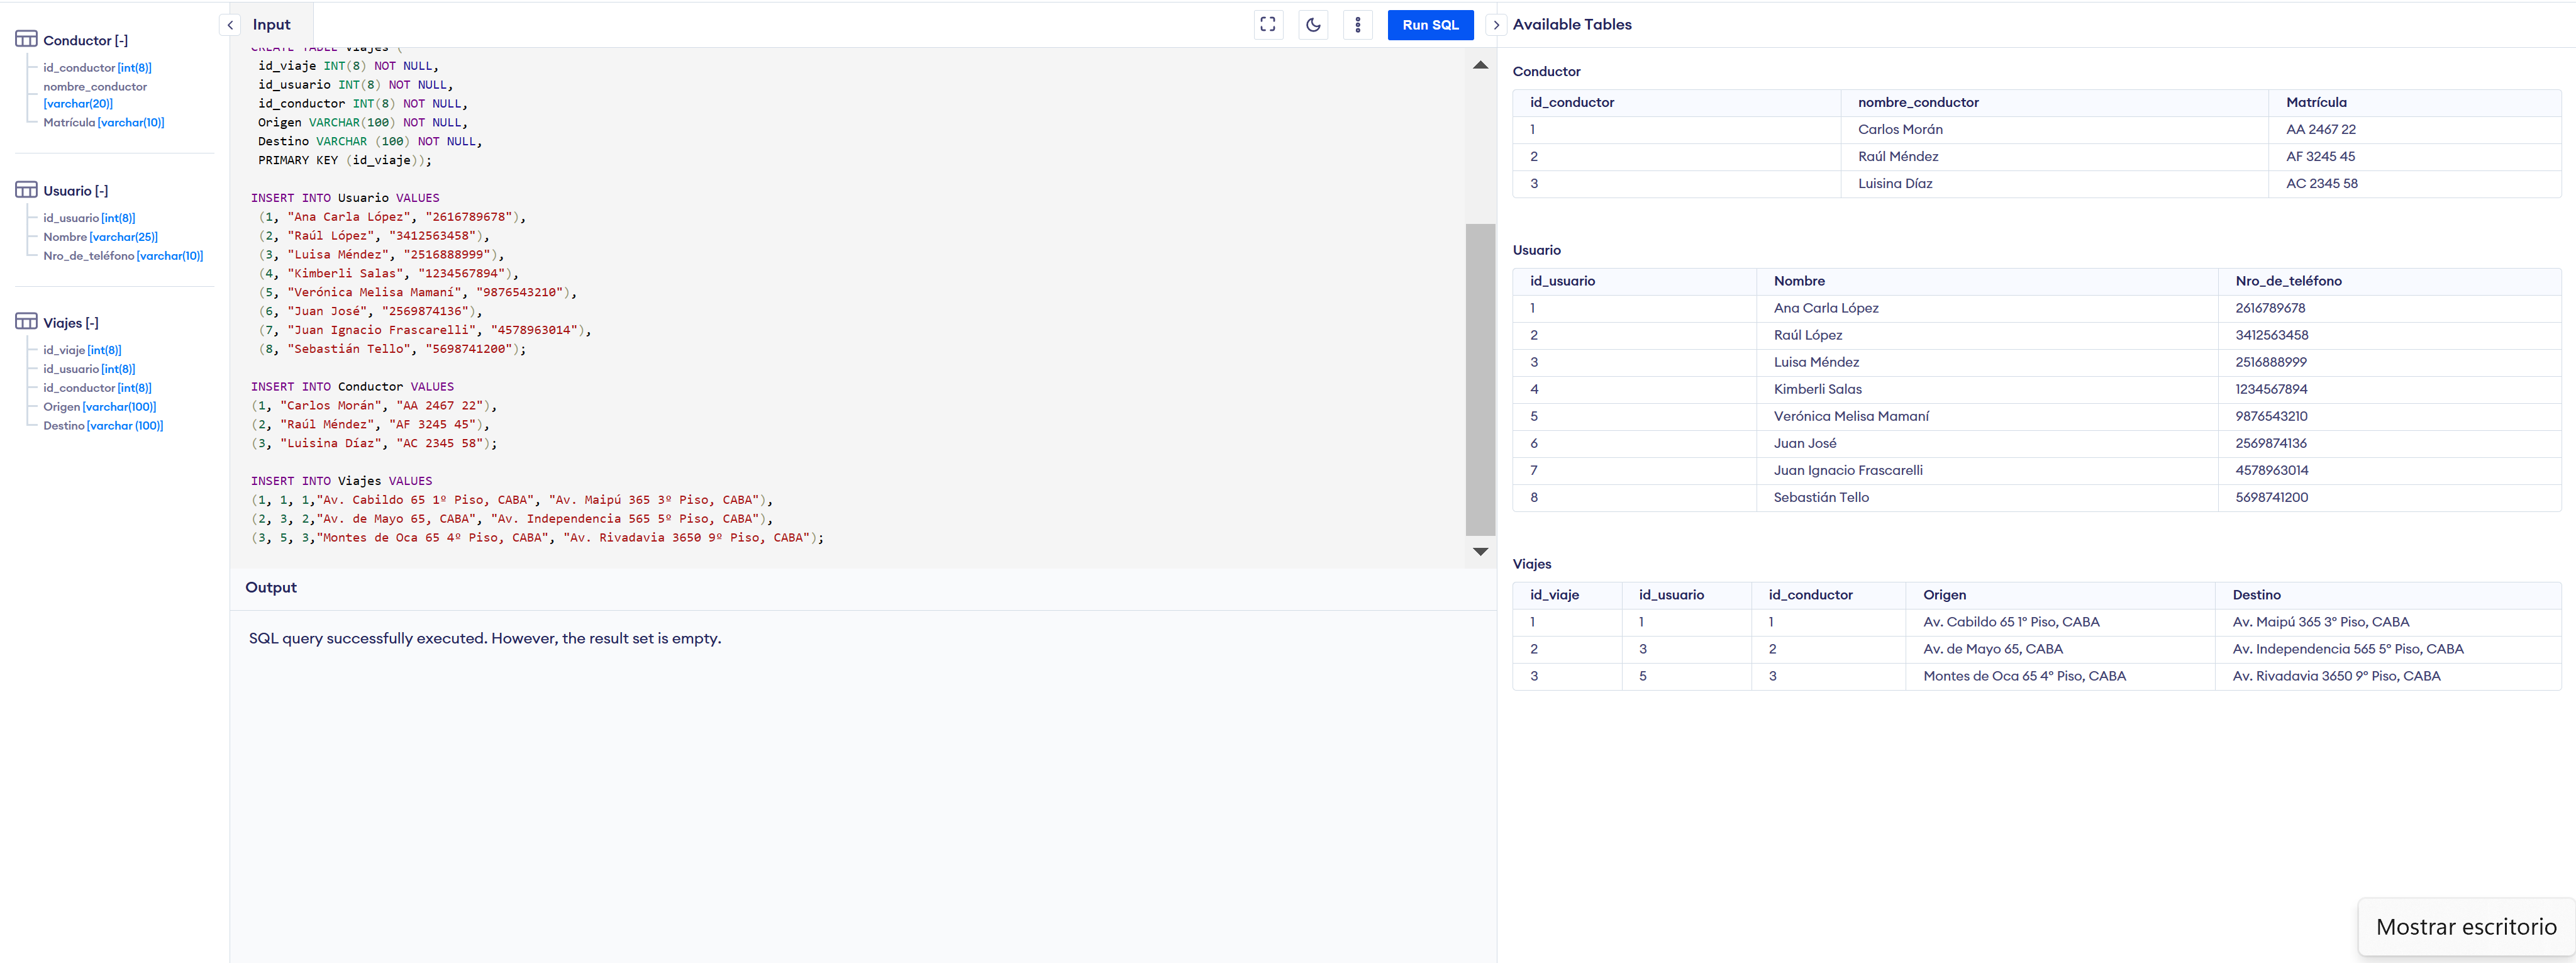 Conductor [-]
id_conductor [int(8)]
nombre_conductor
[varchar(20)]
Matrícula [varchar(10)]
Usuario [-]
id_usuario [int(8)]
Nombre [varchar(25)]
Nro_de_teléfono [varchar(10)]
Viajes [-]
id_viaje [int(8)]
id_usuario [int(8)]
id_conductor [int(8)]
Origen [varchar(100)]
Destino [varchar (100)]
Input
Run SQL
CREATE TABLE Viajes (
id_viaje INT(8) NOT NULL,
id_usuario INT(8) NOT NULL,
id_conductor INT(8) NOT NULL,
Origen VARCHAR(100) NOT NULL,
Destino VARCHAR (100) NOT NULL,
PRIMARY KEY (id_viaje));
INSERT INTO Usuario VALUES
(1, "Ana Carla López", "2616789678"),
(2, "Raúl López", "3412563458"),
(3, "Luisa Méndez", "2516888999"),
(4, "Kimberli Salas", "1234567894"),
(5, "Verónica Melisa Mamaní", "9876543210"),
(6, "Juan José", "2569874136"),
(7, "Juan Ignacio Frascarelli", "4578963014"),
(8, "Sebastián Tello", "5698741200");
INSERT INTO Conductor VALUES
(1, "Carlos Morán", "AA 2467 22"),
(2, "Raúl Méndez", "AF 3245 45"),
(3, "Luisina Díaz", "AC 2345 58");
INSERT INTO Viajes VALUES
(1, 1, 1,"Av. Cabildo 65 1º Piso, CABA", "Av. Maipú 365 3º Piso, CABA"),
(2, 3, 2,"Av. de Mayo 65, CABA", "Av. Independencia 565 5º Piso, CABA"),
(3, 5, 3,"Montes de Oca 65 4º Piso, CABA", "Av. Rivadavia 3650 9º Piso, CABA");
Output
SQL query successfully executed. However, the result set is empty.
Available Tables
Conductor
id_conductor nombre_conductor Matrícula
1 Carlos Morán AA 2467 22
2 Raúl Méndez AF 3245 45
3 Luisina Díaz AC 2345 58
Usuario
id_usuario Nombre Nro_de_teléfono
1 Ana Carla López 2616789678
2 Raúl López 3412563458
3 Luisa Méndez 2516888999
4 Kimberli Salas 1234567894
5 Verónica Melisa Mamaní 9876543210
6 Juan José 2569874136
7 Juan Ignacio Frascarelli 4578963014
8 Sebastián Tello 5698741200
Viajes
id_viaje id_usuario id_conductor Origen Destino
1 1 1 Av. Cabildo 65 1º Piso, CABA Av. Maipú 365 3º Piso, CABA
2 3 2 Av. de Mayo 65, CABA Av. Independencia 565 5º Piso, CABA
3 5 3 Montes de Oca 65 4º Piso, CABA Av. Rivadavia 3650 9º Piso, CABA
Mostrar escritorio